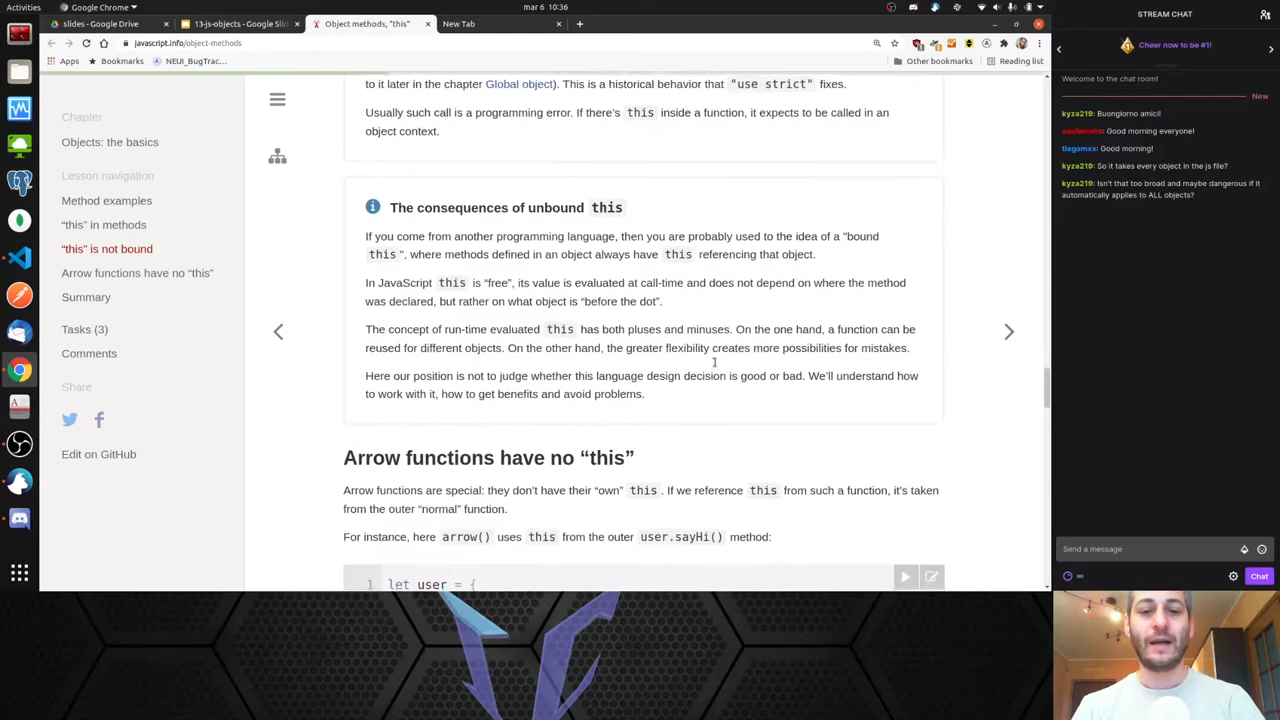 Activities
Google Chrome
mar 6 10:36
slides - Google Drive
13-js-objects - Google Slid
Object methods, "this"
New Tab
javascript.info/object-methods
Apps
Bookmarks
NEUI_BugTrac...
Other bookmarks
Reading list
Chapter
Objects: the basics
Lesson navigation
Method examples
“this” in methods
“this” is not bound
Arrow functions have no “this”
Summary
Tasks (3)
Comments
Share
Edit on GitHub
to it later in the chapter Global object). This is a historical behavior that "use strict" fixes.
Usually such call is a programming error. If there’s this inside a function, it expects to be called in an
object context.
The consequences of unbound this
If you come from another programming language, then you are probably used to the idea of a "bound
this ", where methods defined in an object always have this referencing that object.
In JavaScript this is “free”, its value is evaluated at call-time and does not depend on where the method
was declared, but rather on what object is “before the dot”.
The concept of run-time evaluated this has both pluses and minuses. On the one hand, a function can be
reused for different objects. On the other hand, the greater flexibility creates more possibilities for mistakes.
Here our position is not to judge whether this language design decision is good or bad. We’ll understand how
to work with it, how to get benefits and avoid problems.
Arrow functions have no “this”
Arrow functions are special: they don’t have their “own” this . If we reference this from such a function, it’s taken
from the outer “normal” function.
For instance, here arrow() uses this from the outer user.sayHi() method:
1 let user = {
STREAM CHAT
Cheer now to be #1!
Welcome to the chat room!
New
kyza219: Buongiorno amici!
Good morning everyone!
tiagomxx: Good morning!
kyza219: So it takes every object in the js file?
kyza219: Isn't that too broad and maybe dangerous if it
automatically applies to ALL objects?
Send a message
Chat